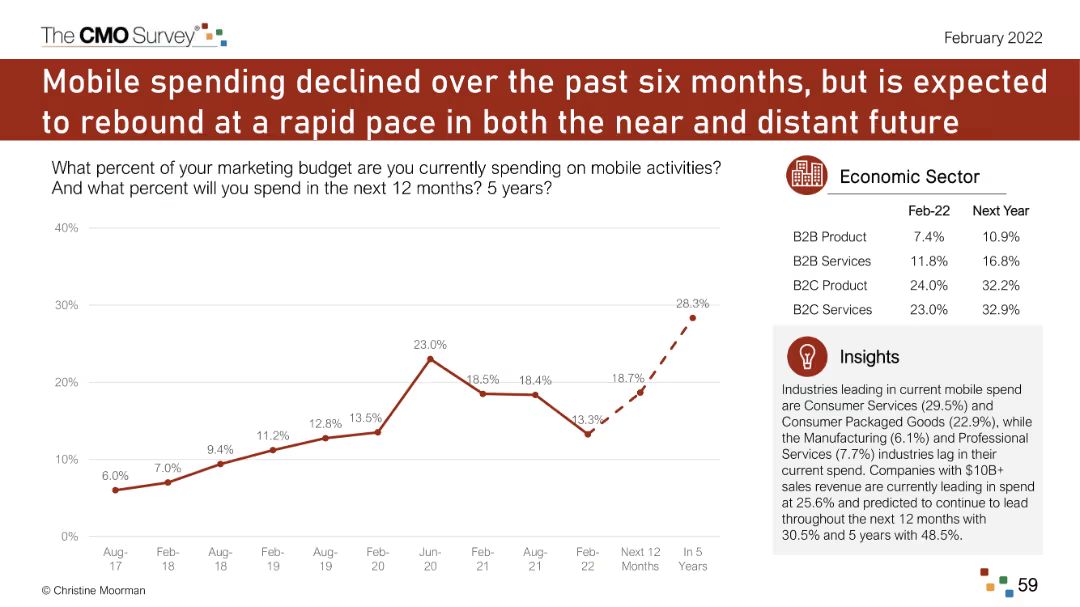 The CMO Survey®
February 2022
Mobile spending declined over the past six months, but is expected
to rebound at a rapid pace in both the near and distant future
What percent of your marketing budget are you currently spending on mobile activities?
And what percent will you spend in the next 12 months? 5 years?
40%
30%
20%
10%
0%
6.0%
7.0%
9.4%
11.2%
12.8%
13.5%
23.0%
18.5%
18.4%
13.3%
18.7%
28.3%
Aug-
17
Feb-
18
Aug-
18
Feb-
19
Aug-
19
Feb-
20
Jun-
20
Feb-
21
Aug-
21
Feb-
22
Next 12
Months
In 5
Years
Economic Sector
Feb-22 Next Year
B2B Product 7.4% 10.9%
B2B Services 11.8% 16.8%
B2C Product 24.0% 32.2%
B2C Services 23.0% 32.9%
Insights
Industries leading in current mobile spend
are Consumer Services (29.5%) and
Consumer Packaged Goods (22.9%), while
the Manufacturing (6.1%) and Professional
Services (7.7%) industries lag in their
current spend. Companies with $10B+
sales revenue are currently leading in spend
at 25.6% and predicted to continue to lead
throughout the next 12 months with
30.5% and 5 years with 48.5%.
© Christine Moorman
59